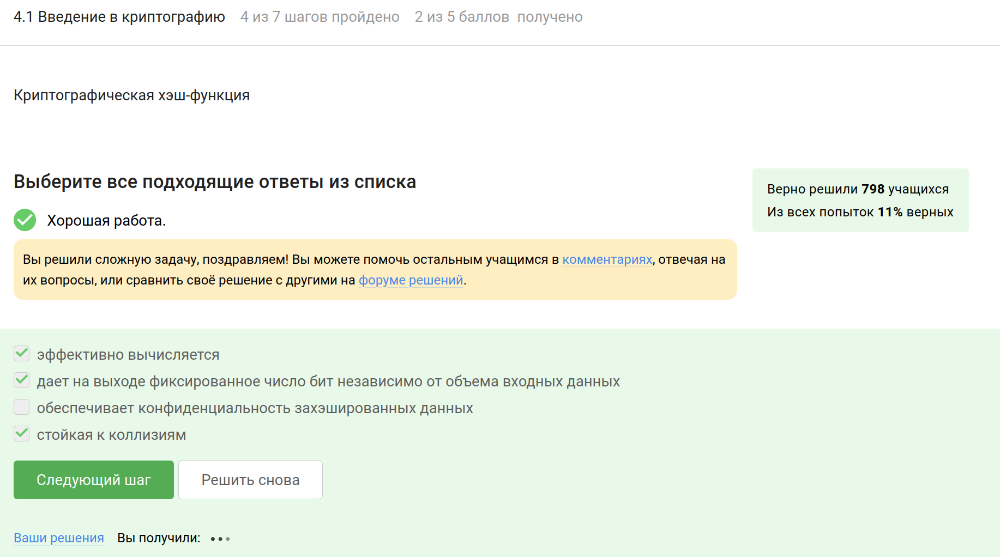 4.1 Введение в криптографию 4 из 7 шагов пройдено 2 из 5 баллов получено
Криптографическая хэш-функция
Выберите все подходящие ответы из списка
Верно решили 798 учащихся
Из всех попыток 11% верных
Хорошая работа.
Вы решили сложную задачу, поздравляем! Вы можете помочь остальным учащимся в комментариях, отвечая на
их вопросы, или сравнить своё решение с другими на форуме решений.
эффективно вычисляется
дает на выходе фиксированное число бит независимо от объема входных данных
обеспечивает конфиденциальность захэшированных данных
стойкая к коллизиям
Следующий шаг Решить снова
Ваши решения Вы получили: